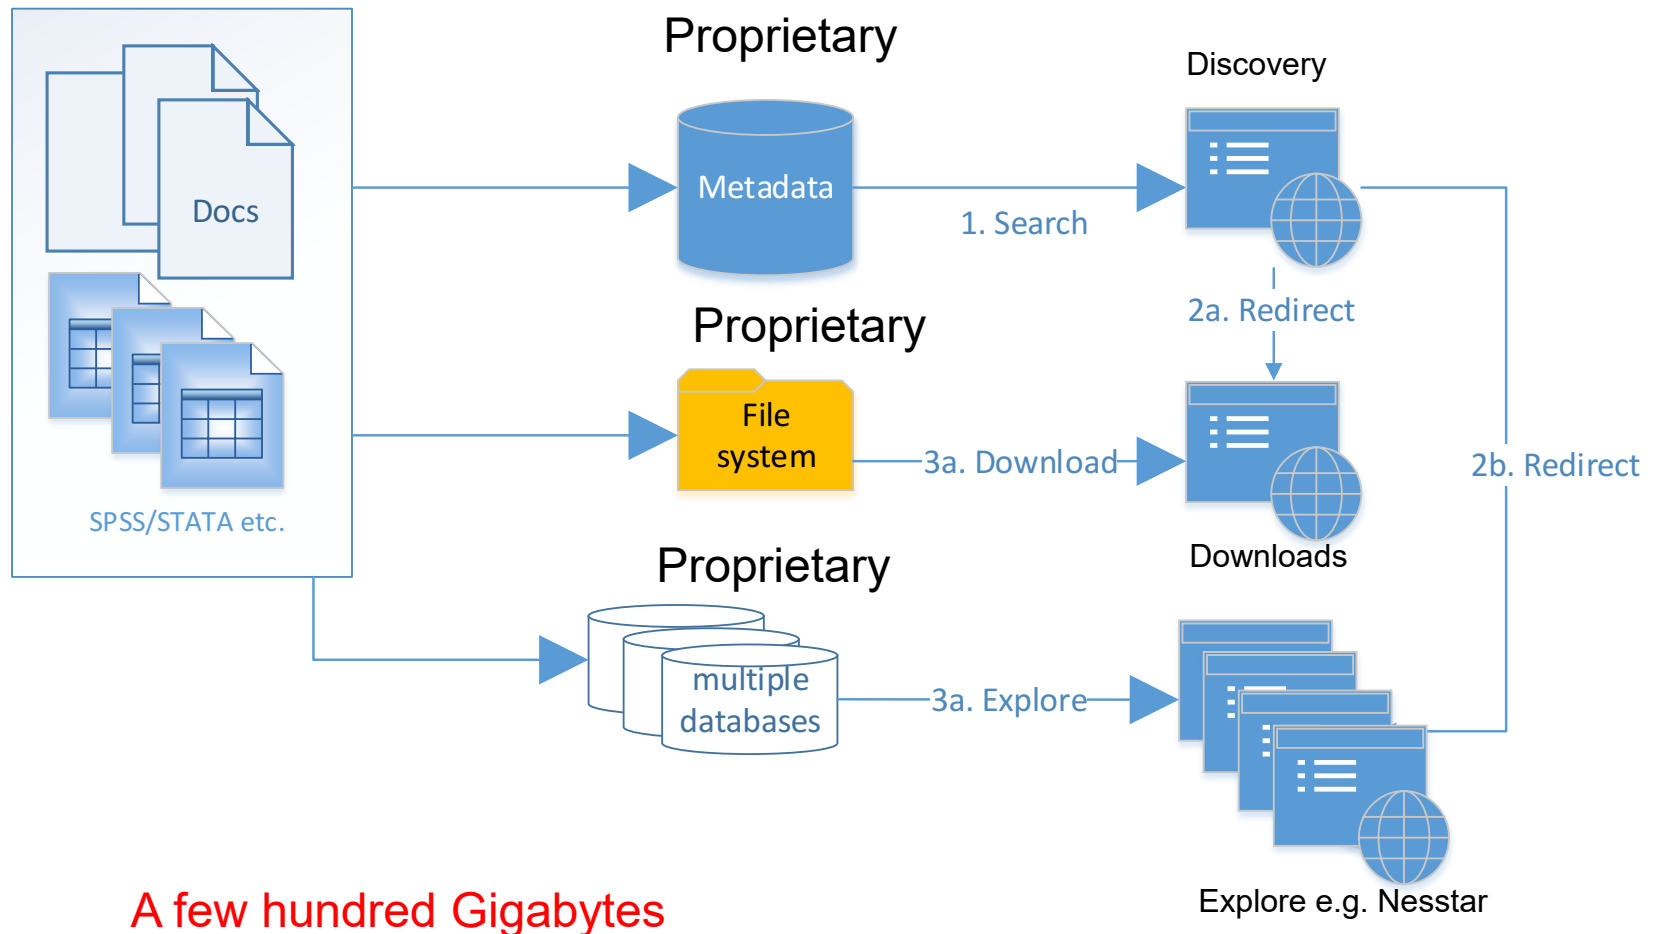 Proprietary
Discovery
Docs
Metadata
1. Search
2a. Redirect
Proprietary
File
system
3a. Download
2b. Redirect
SPSS/STATA etc.
Downloads
Proprietary
multiple
databases
3a. Explore
Explore e.g. Nesstar
A few hundred Gigabytes